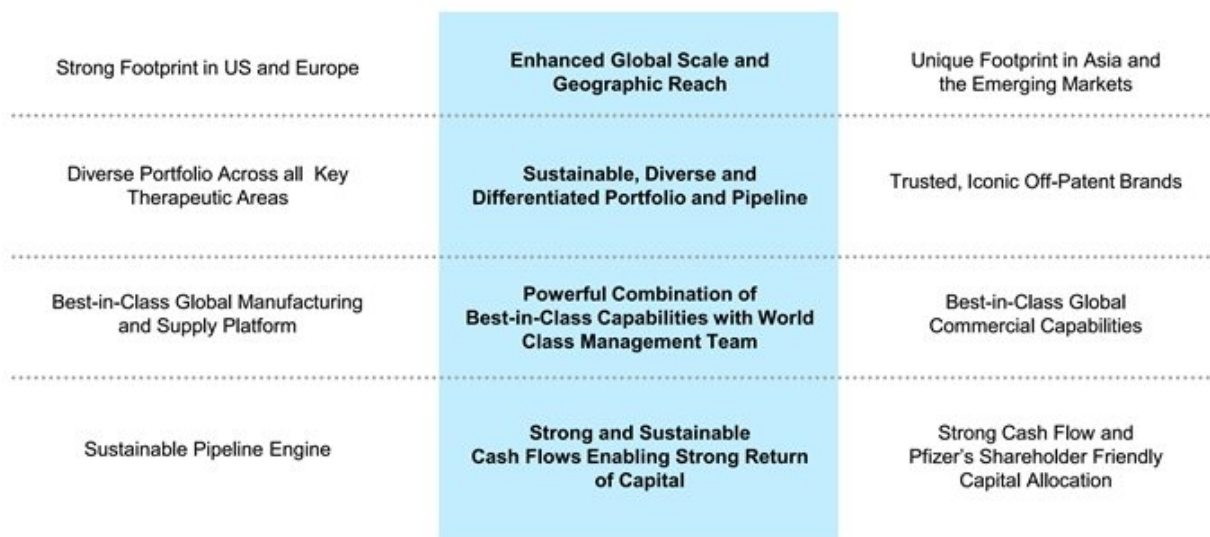 Strong Footprint in US and Europe
Enhanced Global Scale and
Geographic Reach
Unique Footprint in Asia and
the Emerging Markets
Diverse Portfolio Across all Key
Therapeutic Areas
Sustainable, Diverse and
Differentiated Portfolio and Pipeline
Trusted, Iconic Off-Patent Brands
Best-in-Class Global Manufacturing
and Supply Platform
Powerful Combination of
Best-in-Class Capabilities with World
Class Management Team
Best-in-Class Global
Commercial Capabilities
Sustainable Pipeline Engine
Strong and Sustainable
Cash Flows Enabling Strong Return
of Capital
Strong Cash Flow and
Pfizer's Shareholder Friendly
Capital Allocation